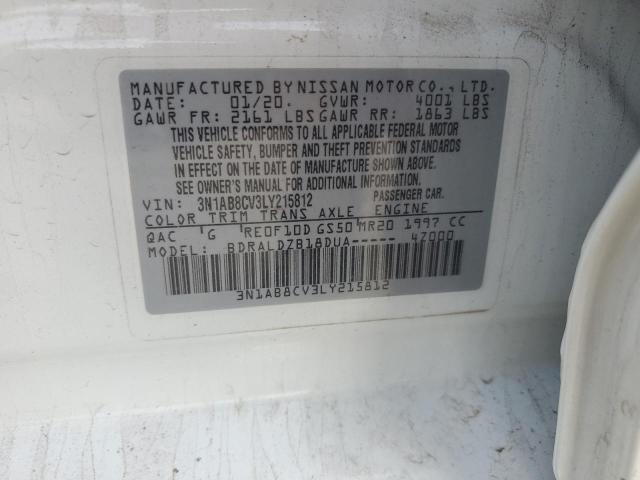 MANUFACTURED BY NISSAN MOTOR CO., LTD.
DATE: 01/20. GVWR: 4001 LBS
GAWR FR: 2161 LBS GAWR RR: 1863 LBS
THIS VEHICLE CONFORMS TO ALL APPLICABLE FEDERAL MOTOR
VEHICLE SAFETY, BUMPER AND THEFT PREVENTION STANDARDS
IN EFFECT ON THE DATE OF MANUFACTURE SHOWN ABOVE.
SEE OWNER'S MANUAL FOR ADDITIONAL INFORMATION.
VIN: 3N1AB8CV3LY215812 PASSENGER CAR.
COLOR TRIM TRANS AXLE ENGINE
QAC G RE0F10D GS50 MR20 1997 CC
MODEL: BDRALDZB18DUA----- 4Z000
3N1AB8CV3LY215812